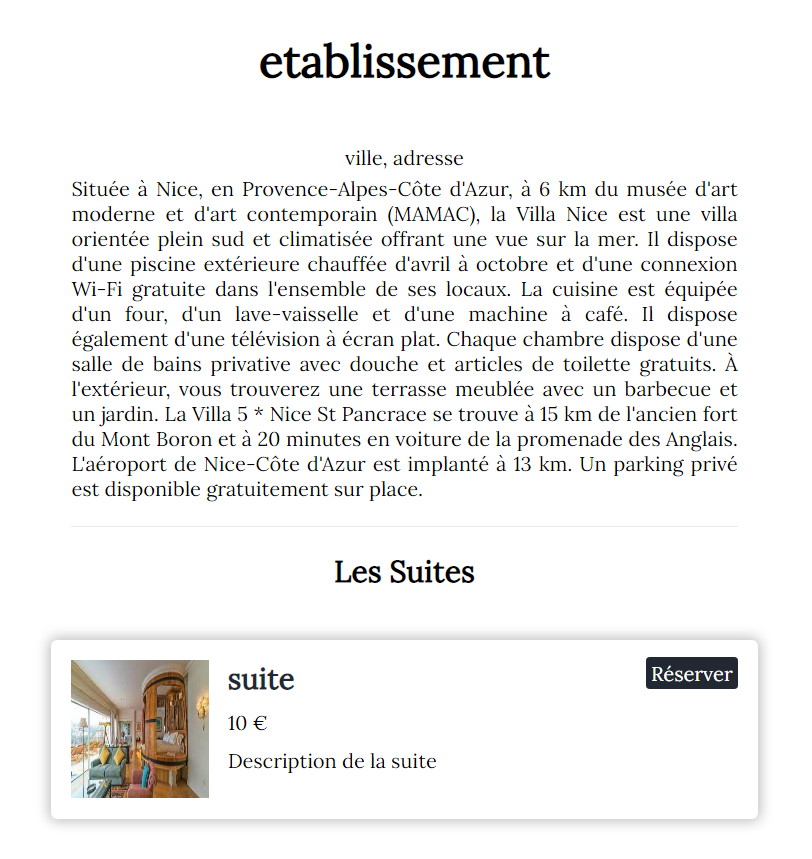 etablissement
ville, adresse
Située à Nice, en Provence-Alpes-Côte d'Azur, à 6 km du musée d'art
moderne et d'art contemporain (MAMAC), la Villa Nice est une villa
orientée plein sud et climatisée offrant une vue sur la mer. Il dispose
d'une piscine extérieure chauffée d'avril à octobre et d'une connexion
Wi-Fi gratuite dans l'ensemble de ses locaux. La cuisine est équipée
d'un four, d'un lave-vaisselle et d'une machine à café. Il dispose
également d'une télévision à écran plat. Chaque chambre dispose d'une
salle de bains privative avec douche et articles de toilette gratuits. À
l'extérieur, vous trouverez une terrasse meublée avec un barbecue et
un jardin. La Villa 5 * Nice St Pancrace se trouve à 15 km de l'ancien fort
du Mont Boron et à 20 minutes en voiture de la promenade des Anglais.
L'aéroport de Nice-Côte d'Azur est implanté à 13 km. Un parking privé
est disponible gratuitement sur place.
Les Suites
suite
Réserver
10 €
Description de la suite